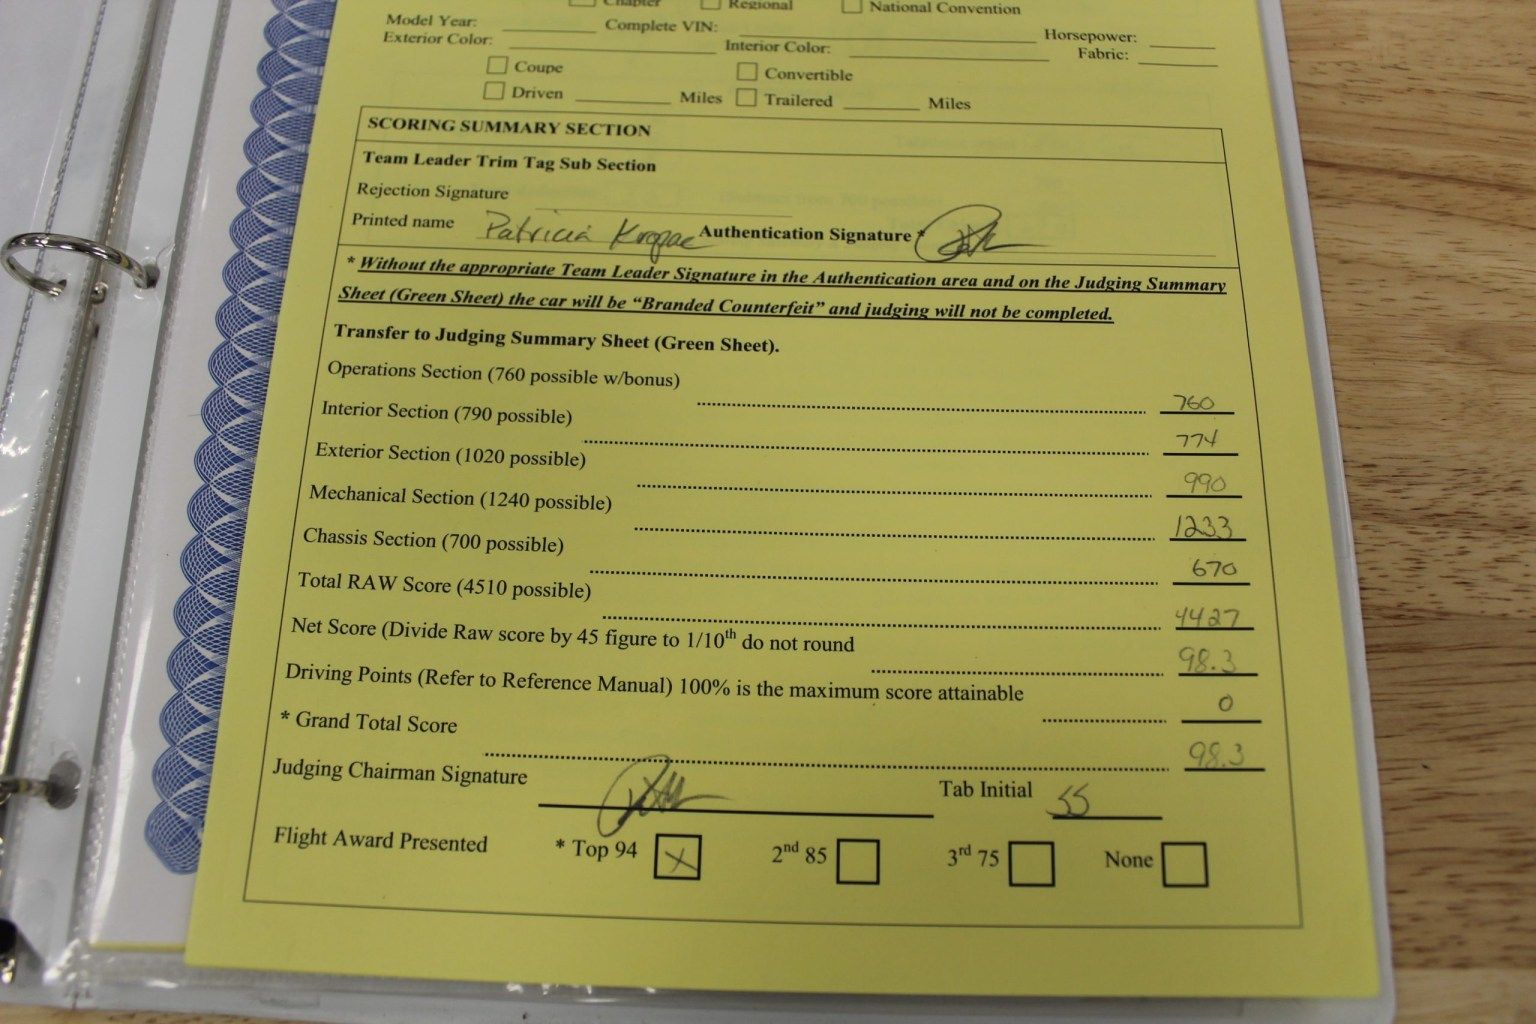 Chapter Regional National Convention
Model Year: Complete VIN: Horsepower:
Exterior Color: Interior Color: Fabric:
Coupe Convertible
Driven Miles Trailered Miles
SCORING SUMMARY SECTION
Team Leader Trim Tag Sub Section
Rejection Signature
Printed name Patricia Kropac Authentication Signature *
* Without the appropriate Team Leader Signature in the Authentication area and on the Judging Summary
Sheet (Green Sheet) the car will be “Branded Counterfeit” and judging will not be completed.
Transfer to Judging Summary Sheet (Green Sheet).
Operations Section (760 possible w/bonus) 760
Interior Section (790 possible) 774
Exterior Section (1020 possible) 990
Mechanical Section (1240 possible) 1233
Chassis Section (700 possible) 670
Total RAW Score (4510 possible) 4427
Net Score (Divide Raw score by 45 figure to 1/10th do not round 98.3
Driving Points (Refer to Reference Manual) 100% is the maximum score attainable 0
* Grand Total Score 98.3
Judging Chairman Signature Tab Initial SS
Flight Award Presented * Top 94 X 2nd 85 3rd 75 None